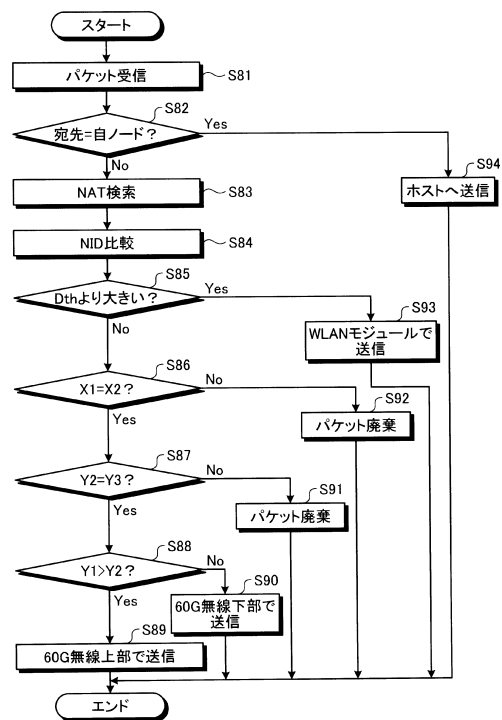 スタート
パケット受信
S81
宛先=自ノード?
S82
Yes
No
S94
ホストへ送信
NAT検索
S83
NID比較
S84
Dthより大きい?
S85
Yes
No
S93
WLANモジュールで
送信
X1=X2?
S86
No
Yes
S92
パケット廃棄
Y2=Y3?
S87
No
Yes
S91
パケット廃棄
Y1>Y2?
S88
No
Yes
S90
60G無線下部で
送信
S89
60G無線上部で送信
エンド